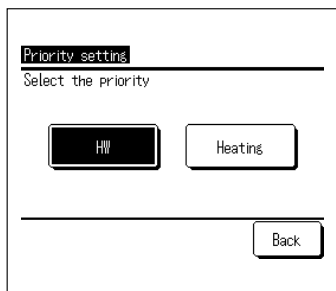 Priority setting
Select the priority
HW
Heating
Back